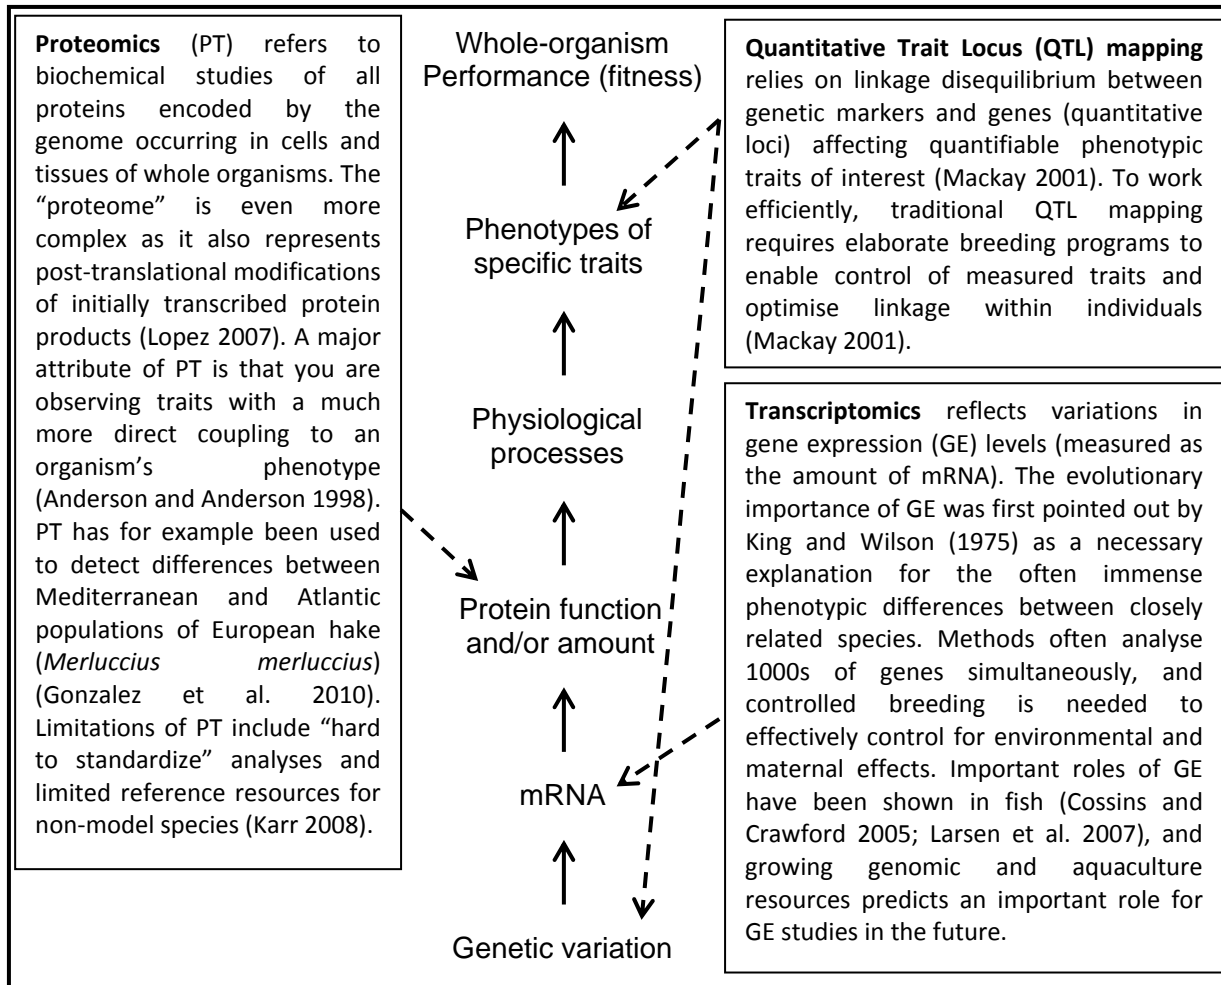 Proteomics (PT) refers to
biochemical studies of all
proteins encoded by the
genome occurring in cells and
tissues of whole organisms. The
“proteome” is even more
complex as it also represents
post-translational modifications
of initially transcribed protein
products (Lopez 2007). A major
attribute of PT is that you are
observing traits with a much
more direct coupling to an
organism’s phenotype
(Anderson and Anderson 1998).
PT has for example been used
to detect differences between
Mediterranean and Atlantic
populations of European hake
(Merluccius merluccius)
(Gonzalez et al. 2010).
Limitations of PT include “hard
to standardize” analyses and
limited reference resources for
non-model species (Karr 2008).
Whole-organism
Performance (fitness)
Phenotypes of
specific traits
Physiological
processes
Protein function
and/or amount
mRNA
Genetic variation
Quantitative Trait Locus (QTL) mapping
relies on linkage disequilibrium between
genetic markers and genes (quantitative
loci) affecting quantifiable phenotypic
traits of interest (Mackay 2001). To work
efficiently, traditional QTL mapping
requires elaborate breeding programs to
enable control of measured traits and
optimise linkage within individuals
(Mackay 2001).
Transcriptomics reflects variations in
gene expression (GE) levels (measured as
the amount of mRNA). The evolutionary
importance of GE was first pointed out by
King and Wilson (1975) as a necessary
explanation for the often immense
phenotypic differences between closely
related species. Methods often analyse
1000s of genes simultaneously, and
controlled breeding is needed to
effectively control for environmental and
maternal effects. Important roles of GE
have been shown in fish (Cossins and
Crawford 2005; Larsen et al. 2007), and
growing genomic and aquaculture
resources predicts an important role for
GE studies in the future.